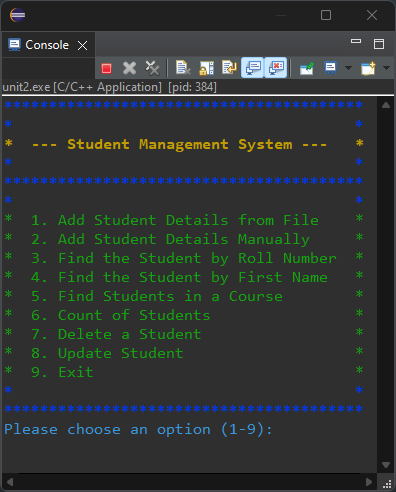 Console
unit2.exe [C/C++ Application] [pid: 384]
****************************************
*                                      *
*  --- Student Management System ---   *
*                                      *
****************************************
*                                      *
*  1. Add Student Details from File    *
*  2. Add Student Details Manually     *
*  3. Find the Student by Roll Number  *
*  4. Find the Student by First Name   *
*  5. Find Students in a Course        *
*  6. Count of Students                *
*  7. Delete a Student                 *
*  8. Update Student                   *
*  9. Exit                             *
*                                      *
****************************************
Please choose an option (1-9):